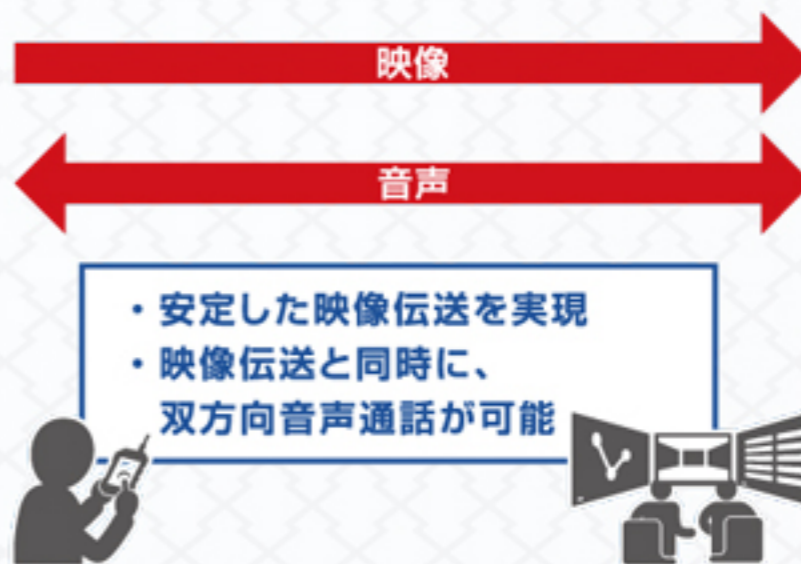 映像
音声
・安定した映像伝送を実現
・映像伝送と同時に、
双方向音声通話が可能